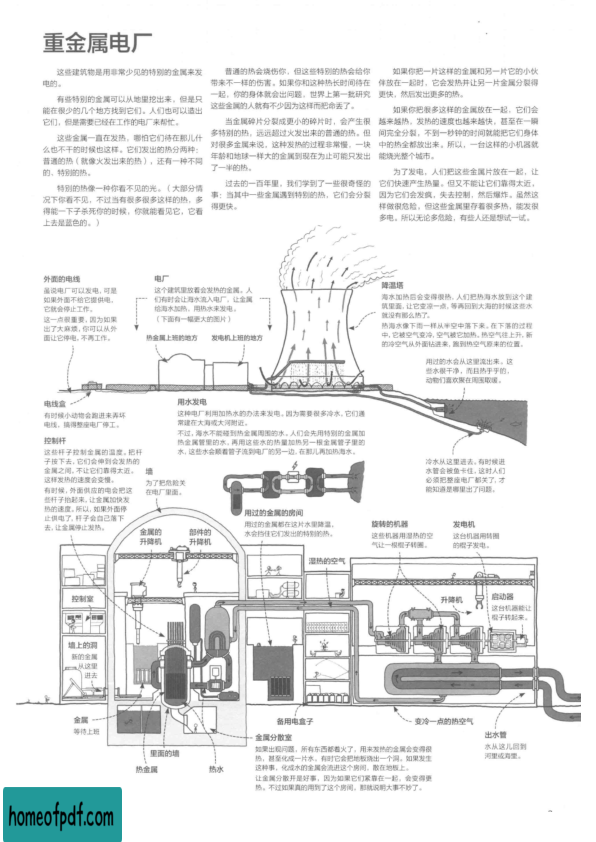 重金属电厂
这些建筑物是用非常少见的特别的金属来发
电的。
有些特别的金属可以从地里挖出来，但是只
能在很少的几个地方找到它们。人们也可以造出
它们，但是需要已经在工作的电厂来帮忙。
这些金属一直在发热，哪怕它们待在那儿什
么也不干的时候也这样。它们发出的热分两种：
普通的热（就像火发出来的热），还有一种不同
的，特别的热。
特别的热像一种你看不见的光。（大部分情
况下你看不见，不过当有很多很多这样的热，多
得能一下子杀死你的时候，你就能看见它，它看
上去是蓝色的。）
普通的热会烧伤你，但这些特别的热会给你
带来不一样的伤害。如果你和这种热长时间待在
一起，你的身体就会出问题，世界上第一批研究
这些金属的人就有不少因为这样而把命丢了。
当金属碎片分裂成更小的碎片时，会产生很
多特别的热，远远超过火发出来的普通的热。但
对很多金属来说，这种发热的过程非常慢，一块
年龄和地球一样大的金属到现在为止可能只发出
了一半的热。
过去的一百年里，我们学到了一些很奇怪的
事：当其中一些金属遇到特别的热，它们会分裂
得更快。
如果你把一片这样的金属和另一片它的小伙
伴放在一起时，它会发热并让另一片金属分裂得
更快，然后发出更多的热。
如果你把很多这样的金属放在一起，它们会
越来越热，发热的速度也越来越快，甚至在一瞬
间完全分裂，不到一秒钟的时间就能把它们身体
中的热全都放出来。所以，一台这样的小机器就
能烧光整个城市。
为了发电，人们把这些金属片放在一起，让
它们快速产生热量，但又不能让它们靠得太近，
因为它们会发疯，失去控制，然后爆炸。虽然这
样做很危险，但这些金属里存着很多热，能发很
多电，所以无论多危险，有些人还是想试一试。
外面的电线
虽说电厂可以发电，可是
如果外面不给它提供电，
它就会停止工作。
这一点很重要，因为如果
出了大麻烦，你可以从外
面让它停电，不再工作。
电厂
这个建筑里放着会发热的金属。人
们有时会让海水流入电厂，让金属
给海水加热，用热水来发电。
（下面有一幅更大的图片）
热金属上班的地方
发电机上班的地方
降温塔
海水加热后会变得很热，人们把热海水放到这个建
筑里面，让它变凉一点，等再回到大海的时候这些水
就没有那么热了。
热海水像下雨一样从半空中落下来。在下落的过程
中，它被空气变冷，空气被它加热。热空气往上升，新
的冷空气从外面钻进来，跑到热空气原来的位置。
用过的水会从这里流出来，这
些水很干净，而且热乎乎的，
动物们喜欢聚在周围取暖。
电线盒
有时候小动物会跑进来弄坏
电线，搞得整座电厂停工。
用水发电
这种电厂利用加热水的办法来发电。因为需要很多冷水，它们通
常建在大海或大河附近。
不过，海水不能碰到热金属周围的水。人们会先用特别的金属加
热金属管里的水，再用这些水的热量加热另一根金属管子里的
水，这些水会顺着管子流到电厂的另一边，在那儿再加热海水。
冷水从这里进去。有时候进
水管会被鱼卡住，这时人们
必须把整座电厂都关了，才
能知道是哪里出了问题。
控制杆
这些杆子控制金属的温度。把杆
子按下去，它们会伸到会发热的
金属之间，不让它们靠得太近。
这样发热的速度会变慢。
有时候，外面供应的电会把这
些杆子抬起来，让金属加快发
热的速度。所以，如果外面停
止供电了，杆子会自己落下
去，让金属停止发热。
墙
为了把危险关
在电厂里面。
金属的
升降机
部件的
升降机
用过的金属的房间
用过的金属都在这片水里降温，
水会挡住它们发出的特别的热。
旋转的机器
这些机器用湿热的空
气让一根棍子转圈。
发电机
这台机器用转圈
的棍子发电。
湿热的空气
控制室
升降机
启动器
这台机器能让
棍子转起来。
墙上的洞
新的金属
从这里
进去
金属
等待上班
里面的墙
热金属
热水
金属分散室
如果出现问题，所有东西都着火了，用来发热的金属会变得很
热，甚至化成一片水。有时它会把地板烧出一个洞。如果发生
这种事，化成水的金属会流进这个房间，散在地板上。
让金属分散开是好事，因为如果它们紧靠在一起，会变得更
热。不过如果真的用到了这个房间，那就说明大事不妙了。
备用电盒子
变冷一点的热空气
出水管
水从这儿回到
河里或海里。
homeofpdf.com